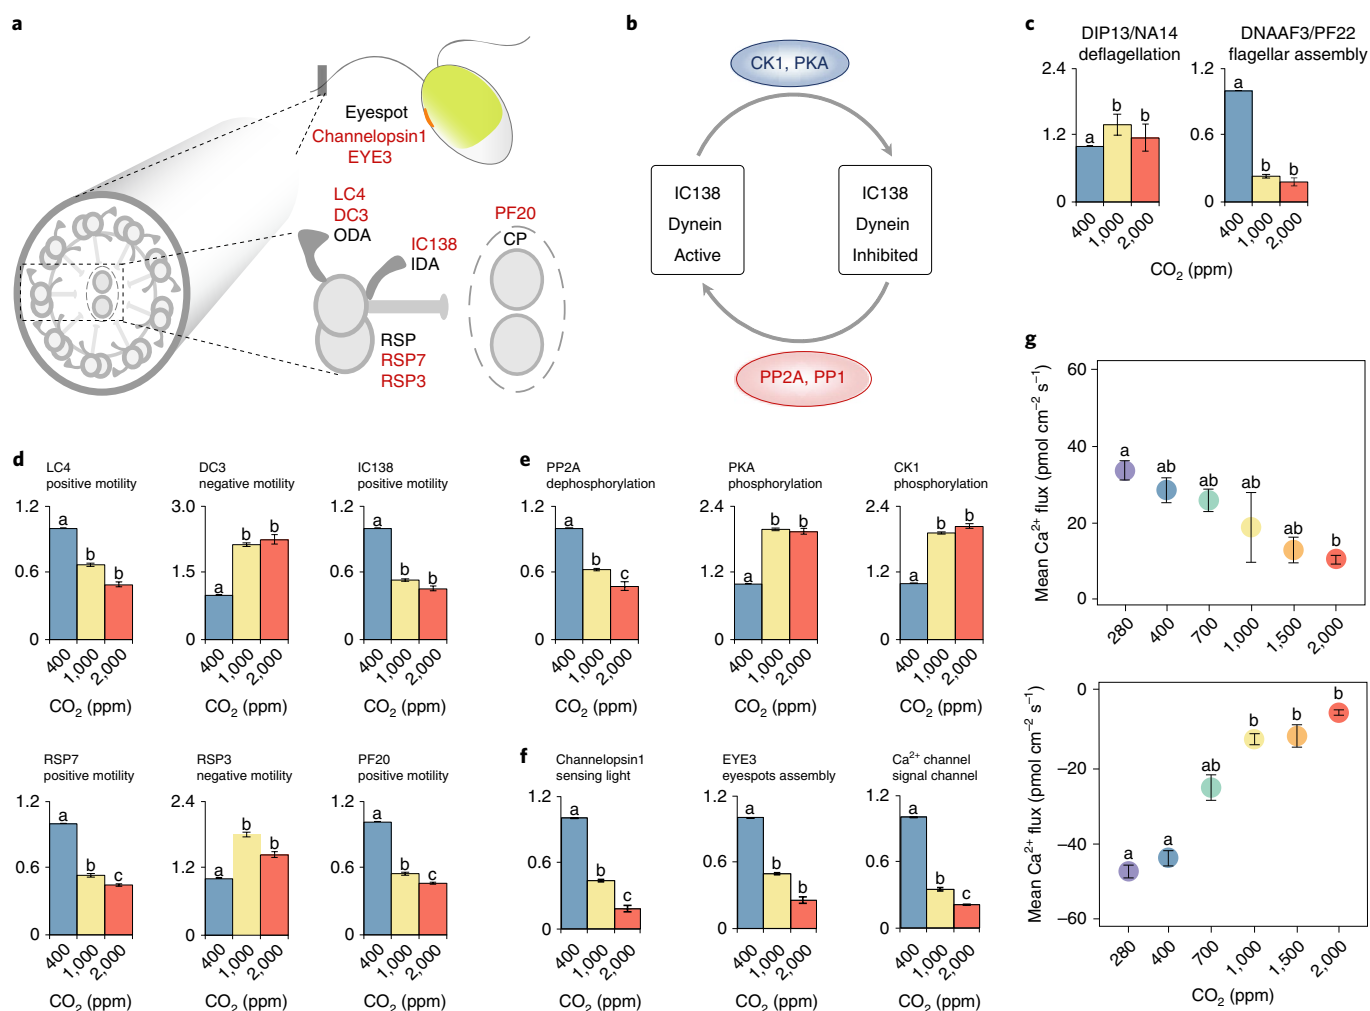 a
Eyespot
Channelopsin1
EYE3
LC4
DC3
ODA
IC138
IDA
PF20
CP
RSP
RSP7
RSP3
b
CK1, PKA
IC138
Dynein
Active
IC138
Dynein
Inhibited
PP2A, PP1
c
DIP13/NA14
deflagellation
2.4
1.2
0
a
b
b
400
1,000
2,000
DNAAF3/PF22
flagellar assembly
1.2
0.6
0
a
b
b
400
1,000
2,000
CO₂ (ppm)
d
LC4
positive motility
1.2
0.6
0
a
b
b
400
1,000
2,000
CO₂ (ppm)
DC3
negative motility
3.0
1.5
0
a
b
b
400
1,000
2,000
CO₂ (ppm)
IC138
positive motility
1.2
0.6
0
a
b
b
400
1,000
2,000
CO₂ (ppm)
RSP7
positive motility
1.2
0.6
0
a
b
c
400
1,000
2,000
CO₂ (ppm)
RSP3
negative motility
2.4
1.2
0
a
b
b
400
1,000
2,000
CO₂ (ppm)
PF20
positive motility
1.2
0.6
0
a
b
c
400
1,000
2,000
CO₂ (ppm)
e
PP2A
dephosphorylation
1.2
0.6
0
a
b
c
400
1,000
2,000
CO₂ (ppm)
PKA
phosphorylation
2.4
1.2
0
a
b
b
400
1,000
2,000
CO₂ (ppm)
CK1
phosphorylation
2.4
1.2
0
a
b
b
400
1,000
2,000
CO₂ (ppm)
f
Channelopsin1
sensing light
1.2
0.6
0
a
b
c
400
1,000
2,000
CO₂ (ppm)
EYE3
eyespots assembly
1.2
0.6
0
a
b
b
400
1,000
2,000
CO₂ (ppm)
Ca²⁺ channel
signal channel
1.2
0.6
0
a
b
c
400
1,000
2,000
CO₂ (ppm)
g
Mean Ca²⁺ flux (pmol cm⁻² s⁻¹)
60
40
20
0
a
ab
ab
ab
ab
b
280
400
700
1,000
1,500
2,000
Mean Ca²⁺ flux (pmol cm⁻² s⁻¹)
0
−20
−40
−60
a
a
ab
b
b
b
280
400
700
1,000
1,500
2,000
CO₂ (ppm)